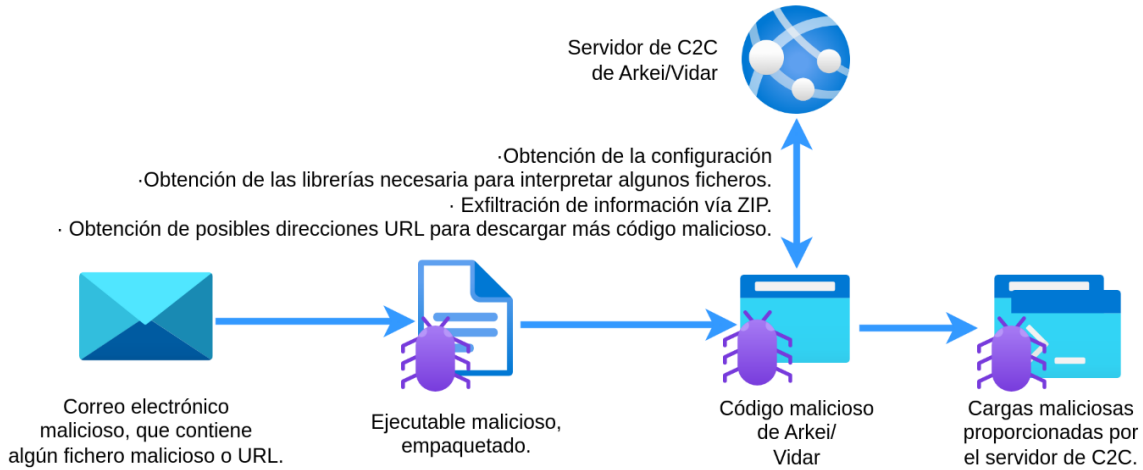 Servidor de C2C
de Arkei/Vidar
·Obtención de la configuración
·Obtención de las librerías necesaria para interpretar algunos ficheros.
· Exfiltración de información vía ZIP.
· Obtención de posibles direcciones URL para descargar más código malicioso.
Correo electrónico
malicioso, que contiene
algún fichero malicioso o URL.
Ejecutable malicioso,
empaquetado.
Código malicioso
de Arkei/
Vidar
Cargas maliciosas
proporcionadas por
el servidor de C2C.